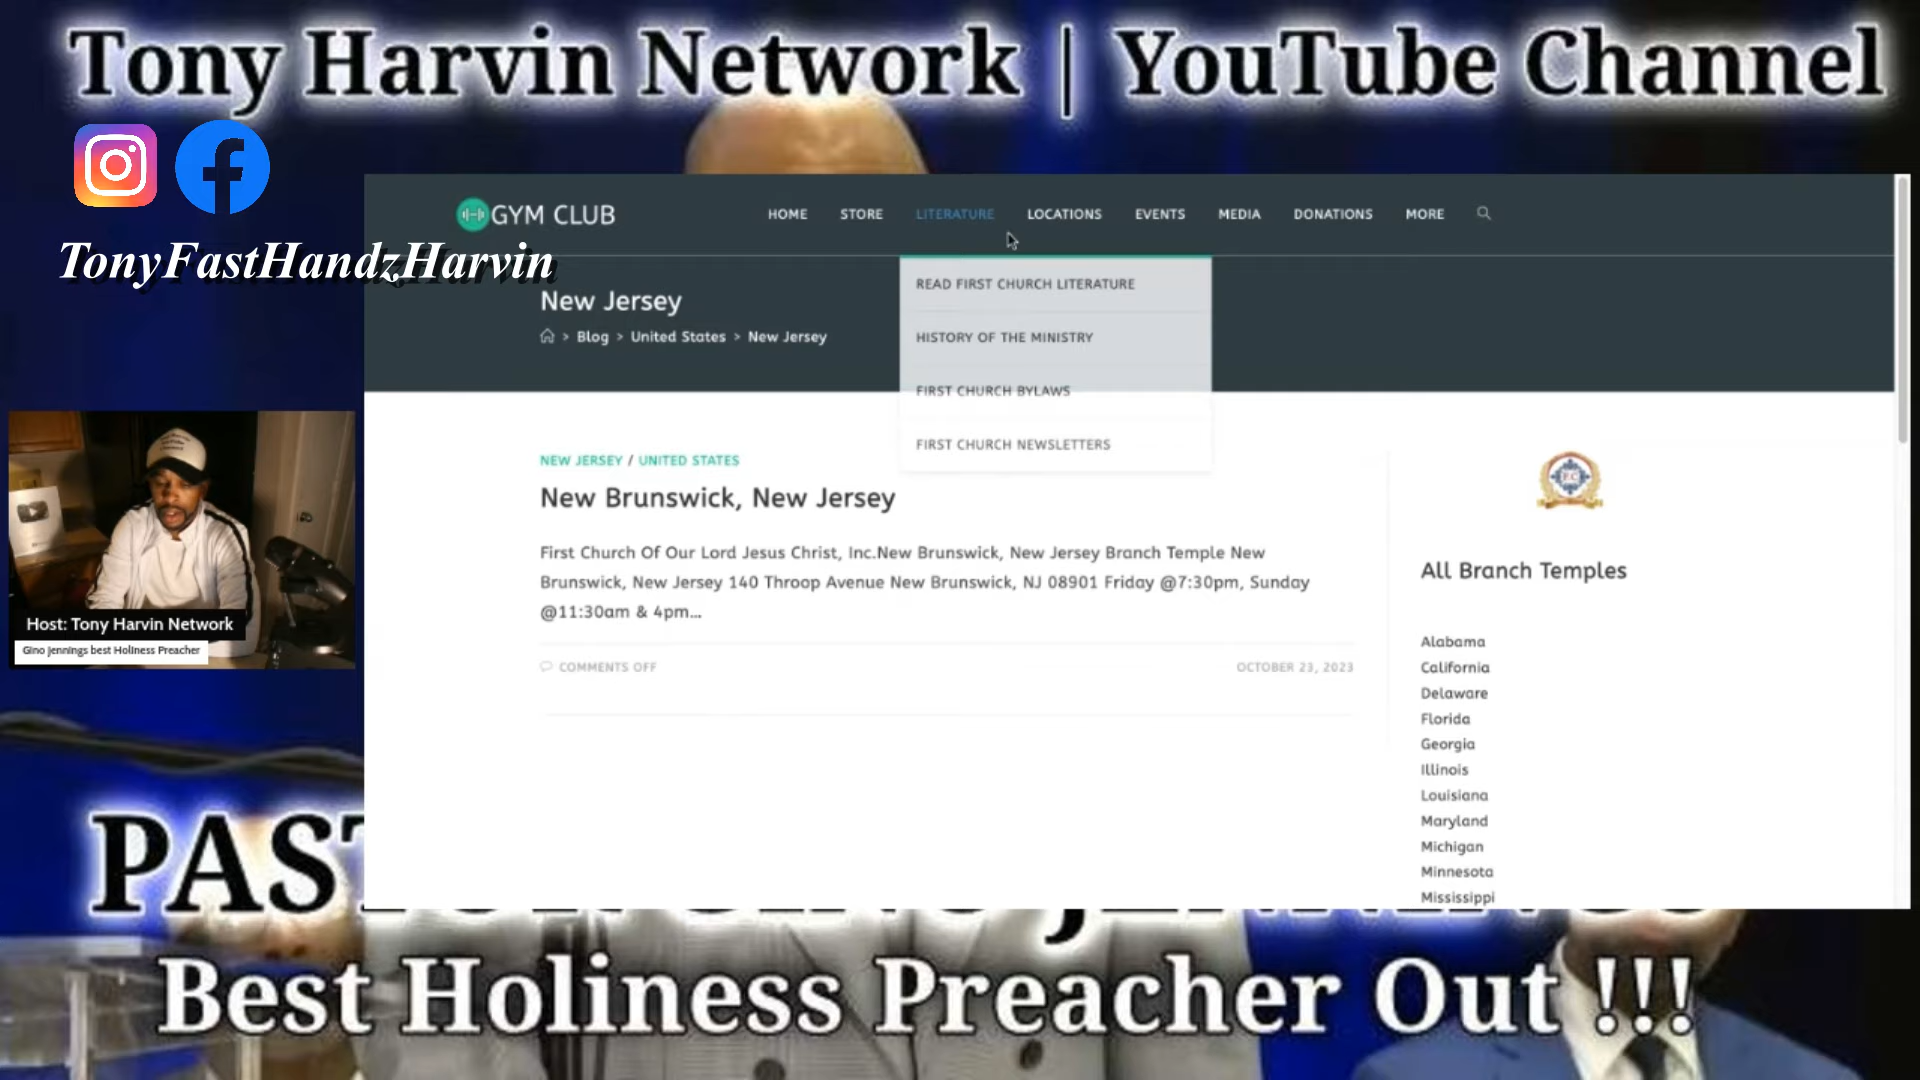 Tony Harvin Network | YouTube Channel
TonyFastHandzHarvin
GYM CLUB
HOME STORE LITERATURE LOCATIONS EVENTS MEDIA DONATIONS MORE
READ FIRST CHURCH LITERATURE
HISTORY OF THE MINISTRY
FIRST CHURCH BYLAWS
FIRST CHURCH NEWSLETTERS
New Jersey
> Blog > United States > New Jersey
NEW JERSEY / UNITED STATES
New Brunswick, New Jersey
First Church Of Our Lord Jesus Christ, Inc.New Brunswick, New Jersey Branch Temple New
Brunswick, New Jersey 140 Throop Avenue New Brunswick, NJ 08901 Friday @7:30pm, Sunday
@11:30am & 4pm...
COMMENTS OFF
OCTOBER 23, 2023
All Branch Temples
Alabama
California
Delaware
Florida
Georgia
Illinois
Louisiana
Maryland
Michigan
Minnesota
Mississippi
Host: Tony Harvin Network
Gino Jennings best Holiness Preacher
Best Holiness Preacher Out !!!